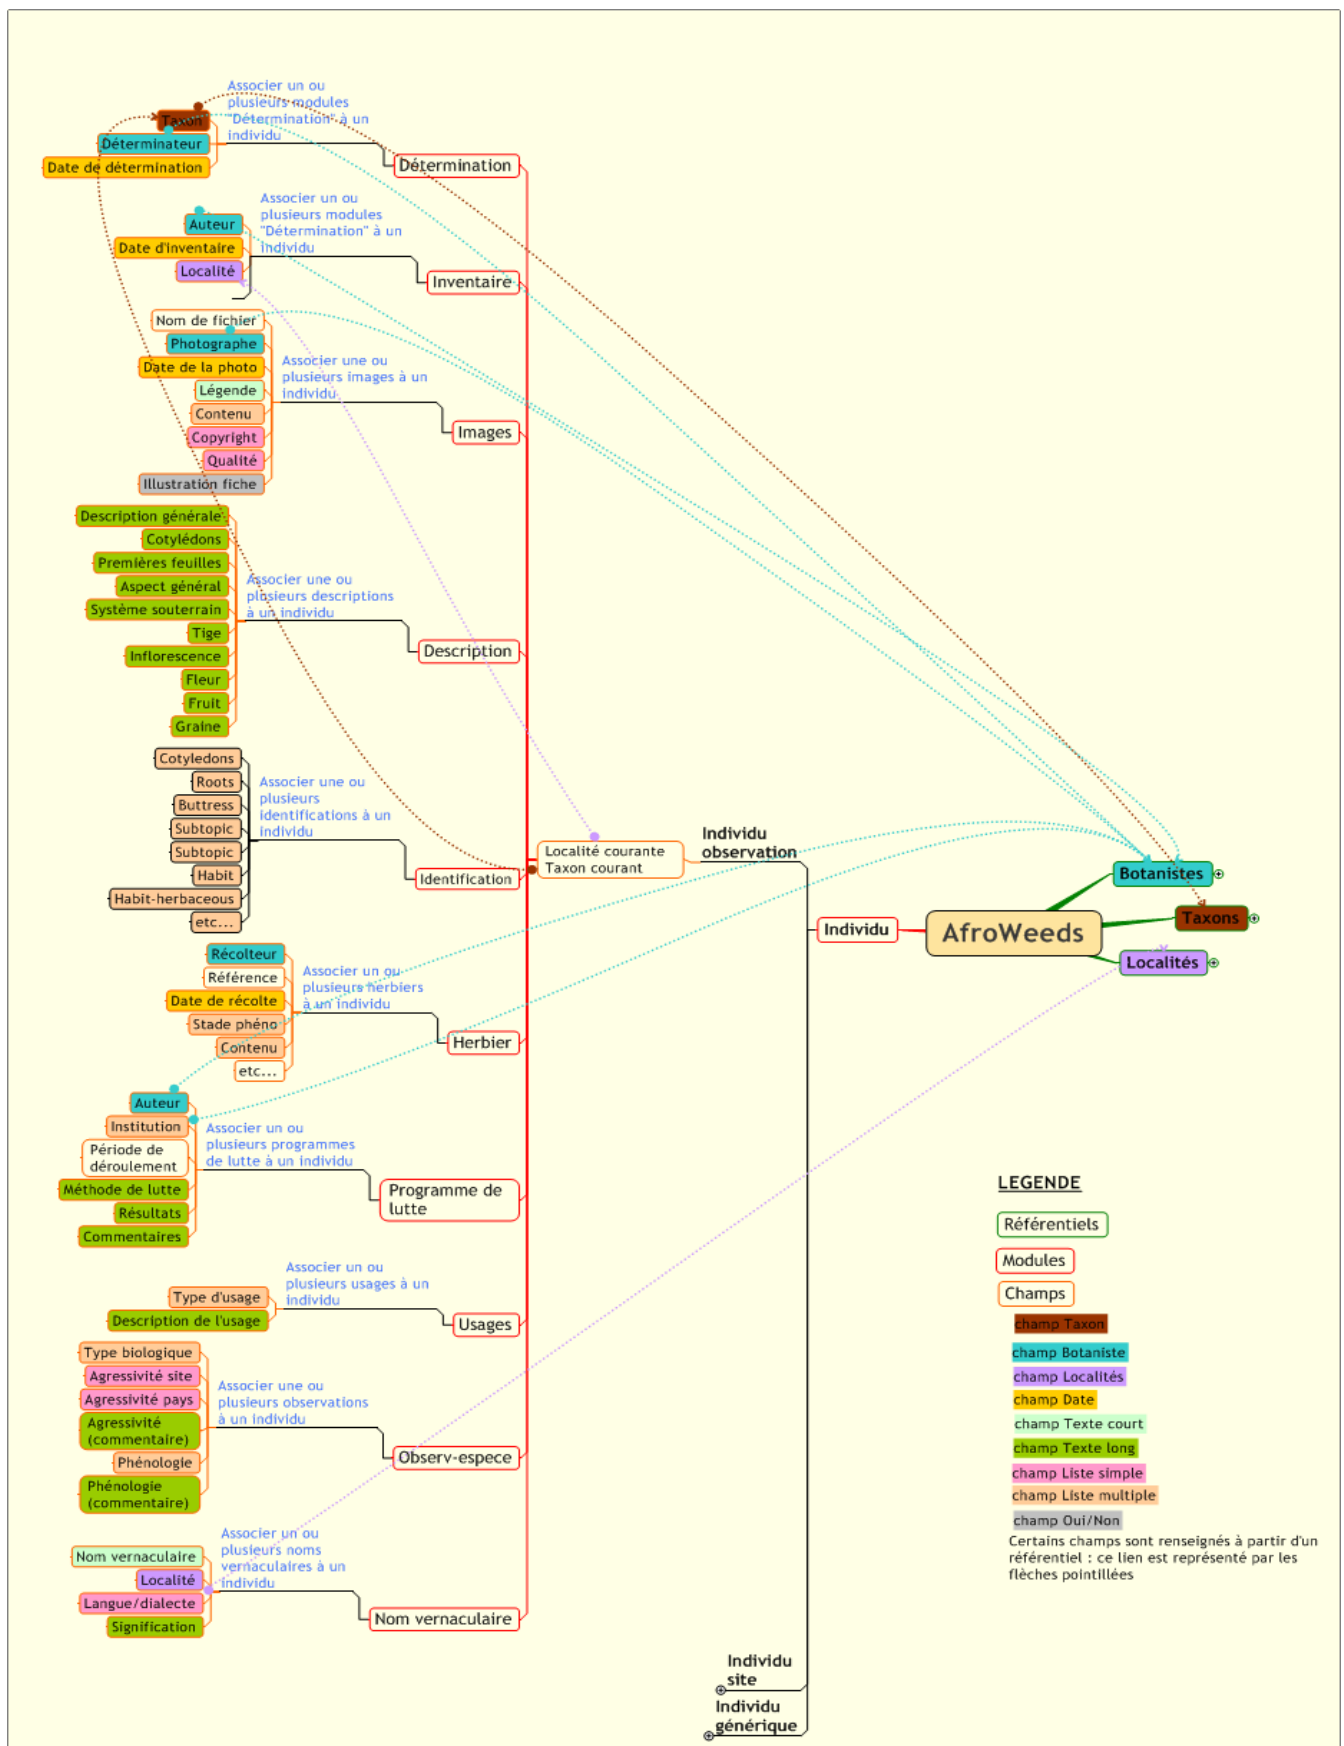 Associer un ou
plusieurs modules
"Détermination" à un
individu
Taxon
Déterminateur
Date de détermination
Détermination
Associer un ou
plusieurs modules
"Détermination" à un
individu
Auteur
Date d'inventaire
Localité
Inventaire
Nom de fichier
Photographe
Date de la photo
Légende
Contenu
Copyright
Qualité
Illustration fiche
Associer une ou
plusieurs images à un
individu
Images
Description générale
Cotylédons
Premières feuilles
Aspect général
Système souterrain
Tige
Inflorescence
Fleur
Fruit
Graine
Associer une ou
plusieurs descriptions
à un individu
Description
Cotyledons
Roots
Buttress
Subtopic
Subtopic
Habit
Habit-herbaceous
etc...
Associer une ou
plusieurs
identifications à un
individu
Identification
Localité courante
Taxon courant
Individu
observation
Individu
AfroWeeds
Botanistes
Taxons
Localités
Récolteur
Référence
Date de récolte
Stade phéno
Contenu
etc...
Associer un ou
plusieurs herbiers
à un individu
Herbier
Auteur
Institution
Période de
déroulement
Méthode de lutte
Résultats
Commentaires
Associer un ou
plusieurs programmes
de lutte à un individu
Programme de
lutte
Type d'usage
Description de l'usage
Associer un ou
plusieurs usages à un
individu
Usages
Type biologique
Agressivité site
Agressivité pays
Agressivité
(commentaire)
Phénologie
Phénologie
(commentaire)
Associer une ou
plusieurs observations
à un individu
Observ-espece
Nom vernaculaire
Localité
Langue/dialecte
Signification
Associer un ou
plusieurs noms
vernaculaires à un
individu
Nom vernaculaire
Individu
site
Individu
générique
LEGENDE
Référentiels
Modules
Champs
champ Taxon
champ Botaniste
champ Localités
champ Date
champ Texte court
champ Texte long
champ Liste simple
champ Liste multiple
champ Oui/Non
Certains champs sont renseignés à partir d'un
référentiel : ce lien est représenté par les
flèches pointillées